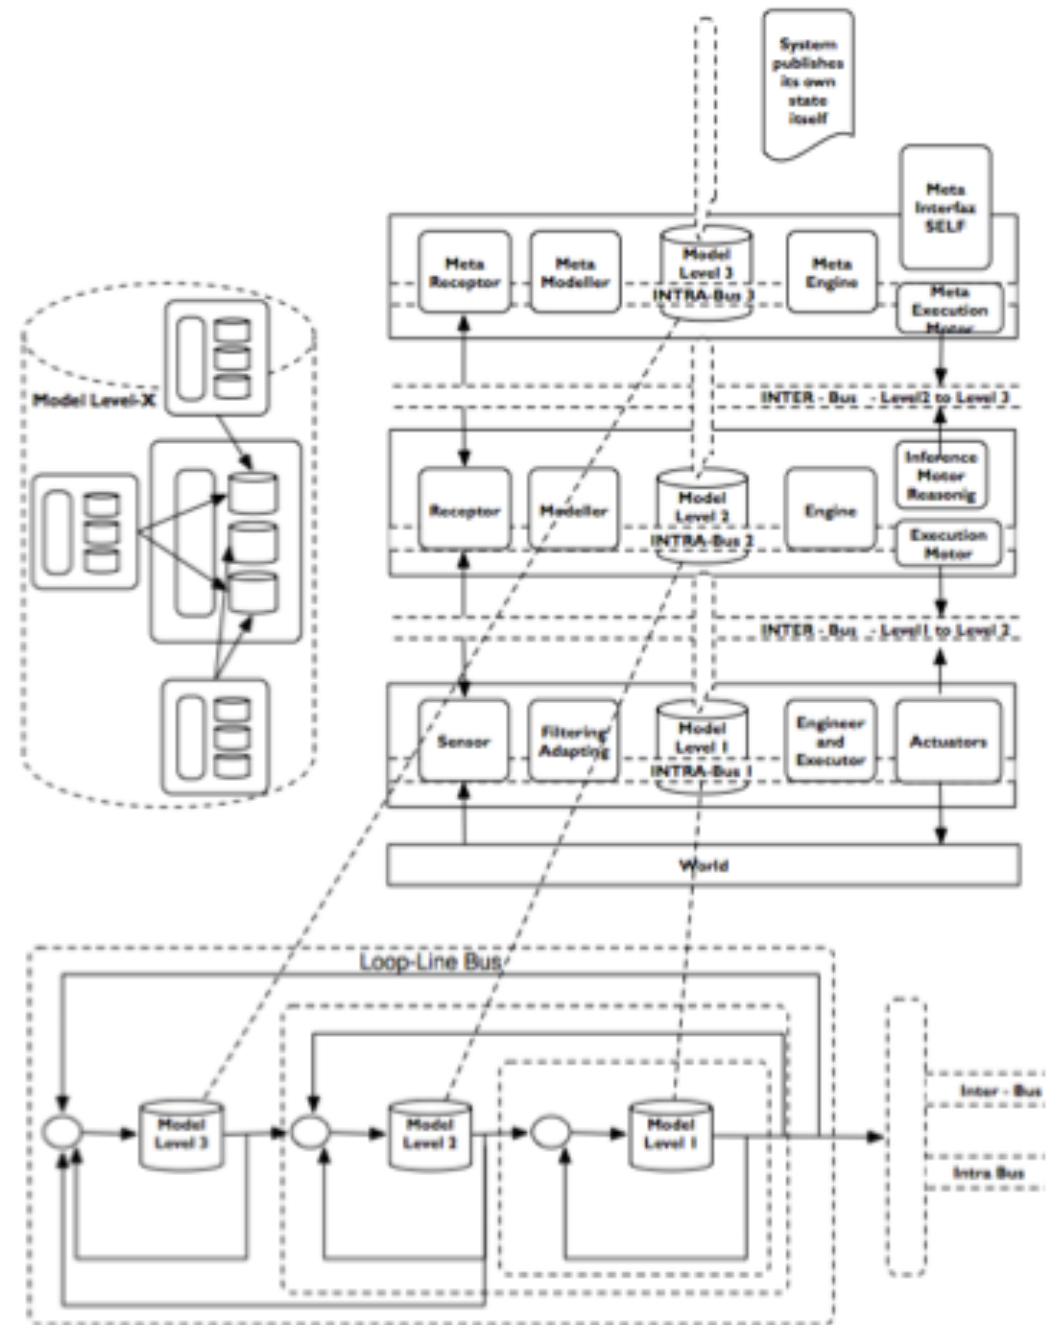 System
publishes
its own
state
itself
Meta
Interfaz
SELF
Meta
Receptor
Meta
Modeller
Model
Level 3
INTRA-Bus 3
Meta
Engine
Meta
Execution
Motor
INTER - Bus - Level2 to Level 3
Model Level-X
Receptor
Modeller
Model
Level 2
INTRA-Bus 2
Engine
Inference
Motor
Reasonig
Execution
Motor
INTER - Bus - Level1 to Level 2
Sensor
Filtering
Adapting
Model
Level 1
INTRA-Bus 1
Engineer
and
Executor
Actuators
World
Loop-Line Bus
Model
Level 3
Model
Level 2
Model
Level 1
Inter - Bus
Intra Bus